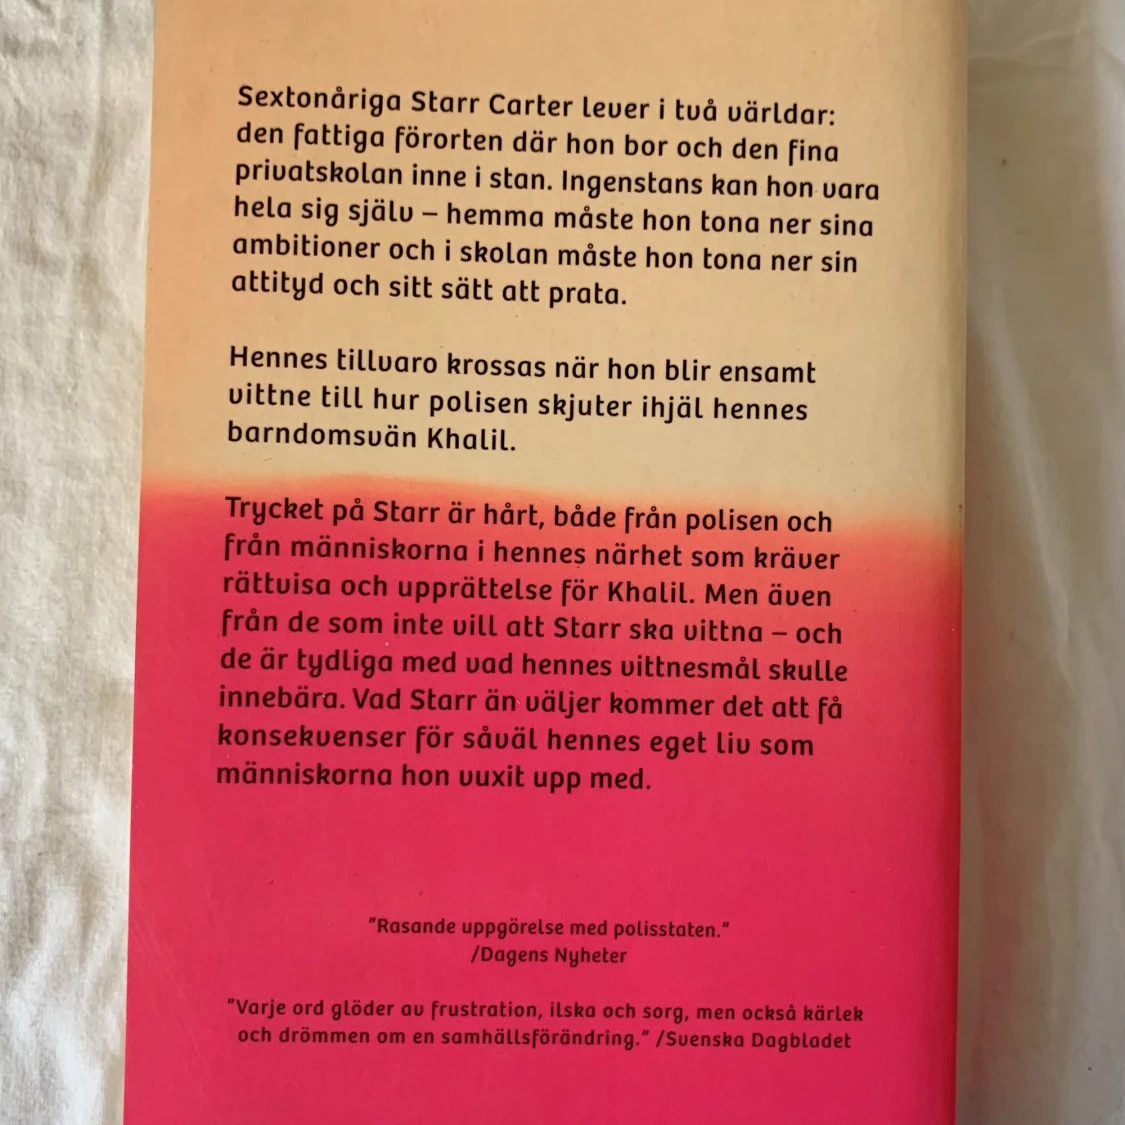 Sextonåriga Starr Carter lever i två världar:
den fattiga förorten där hon bor och den fina
privatskolan inne i stan. Ingenstans kan hon vara
hela sig själv – hemma måste hon tona ner sina
ambitioner och i skolan måste hon tona ner sin
attityd och sitt sätt att prata.
Hennes tillvaro krossas när hon blir ensamt
vittne till hur polisen skjuter ihjäl hennes
barndomsvän Khalil.
Trycket på Starr är hårt, både från polisen och
från människorna i hennes närhet som kräver
rättvisa och upprättelse för Khalil. Men även
från de som inte vill att Starr ska vittna – och
de är tydliga med vad hennes vittnesmål skulle
innebära. Vad Starr än väljer kommer det att få
konsekvenser för såväl hennes eget liv som
människorna hon vuxit upp med.
”Rasande uppgörelse med polisstaten.”
/Dagens Nyheter
”Varje ord glöder av frustration, ilska och sorg, men också kärlek
och drömmen om en samhällsförändring.” /Svenska Dagbladet